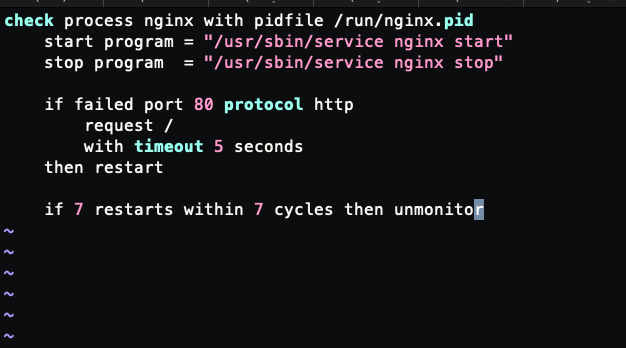 check process nginx with pidfile /run/nginx.pid
    start program = "/usr/sbin/service nginx start"
    stop program  = "/usr/sbin/service nginx stop"

    if failed port 80 protocol http
        request /
        with timeout 5 seconds
    then restart

    if 7 restarts within 7 cycles then unmonitor
~
~
~
~
~
~